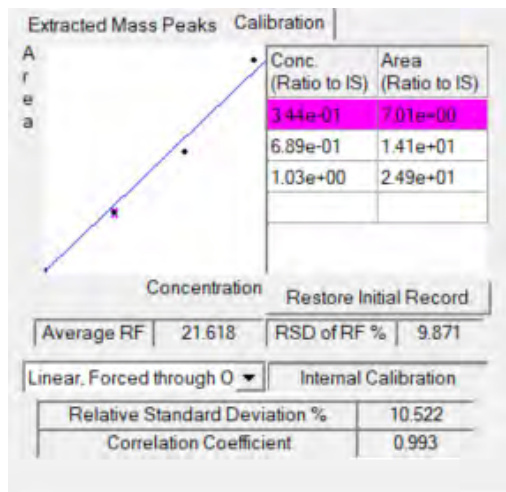 Extracted Mass Peaks Calibration
A
r
e
a
Conc. (Ratio to IS) Area (Ratio to IS)
3.44e-01 7.01e+00
6.89e-01 1.41e+01
1.03e+00 2.49e+01
Concentration
Restore Initial Record
Average RF 21.618 RSD of RF % 9.871
Linear, Forced through O Internal Calibration
Relative Standard Deviation % 10.522
Correlation Coefficient 0.993